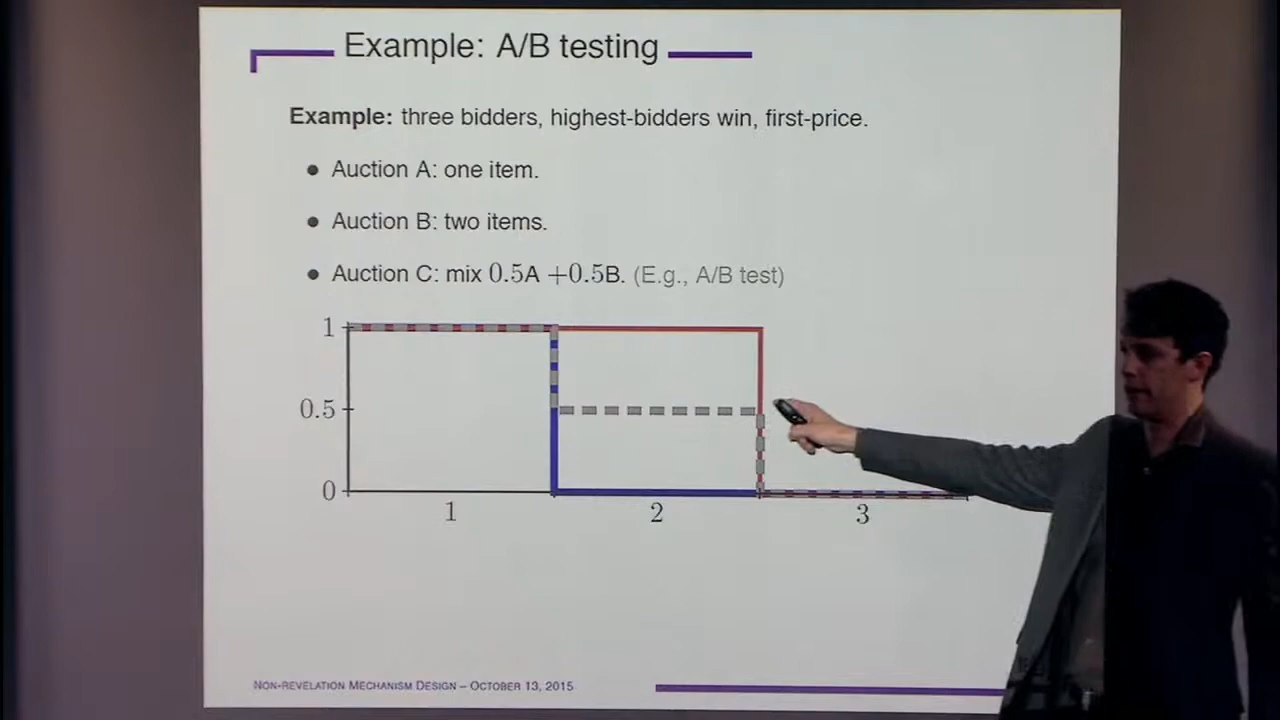 Example: A/B testing
Example: three bidders, highest-bidders win, first-price.
● Auction A: one item.
● Auction B: two items.
● Auction C: mix 0.5A +0.5B. (E.g., A/B test)
1
0.5
0
1 2 3
NON-REVELATION MECHANISM DESIGN – OCTOBER 13, 2015